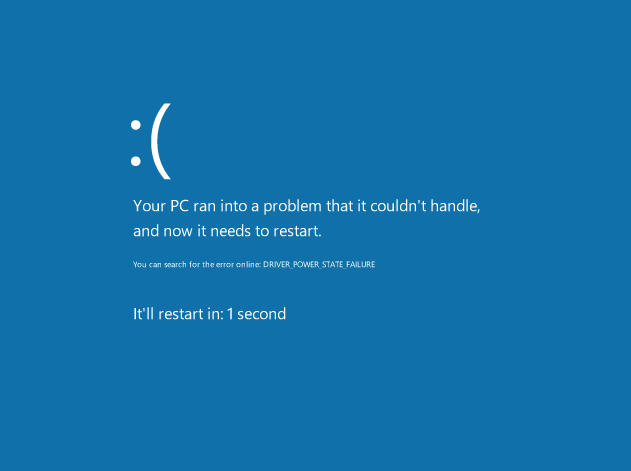 :(
Your PC ran into a problem that it couldn't handle,
and now it needs to restart.
You can search for the error online: DRIVER_POWER_STATE_FAILURE
It'll restart in: 1 second